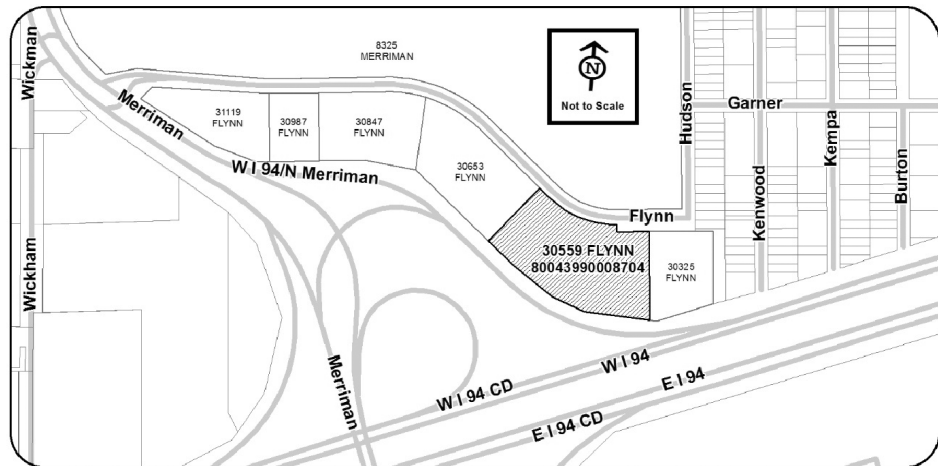 Wickman
Merriman
8325
MERRIMAN
N
Not to Scale
Hudson
Garner
Kempa
Kenwood
Burton
31119
FLYNN
30987
FLYNN
30847
FLYNN
W I 94/N Merriman
30653
FLYNN
Flynn
30559 FLYNN
80043990008704
30325
FLYNN
Wickham
Merriman
W I 94 CD
W I 94
E I 94 CD
E I 94